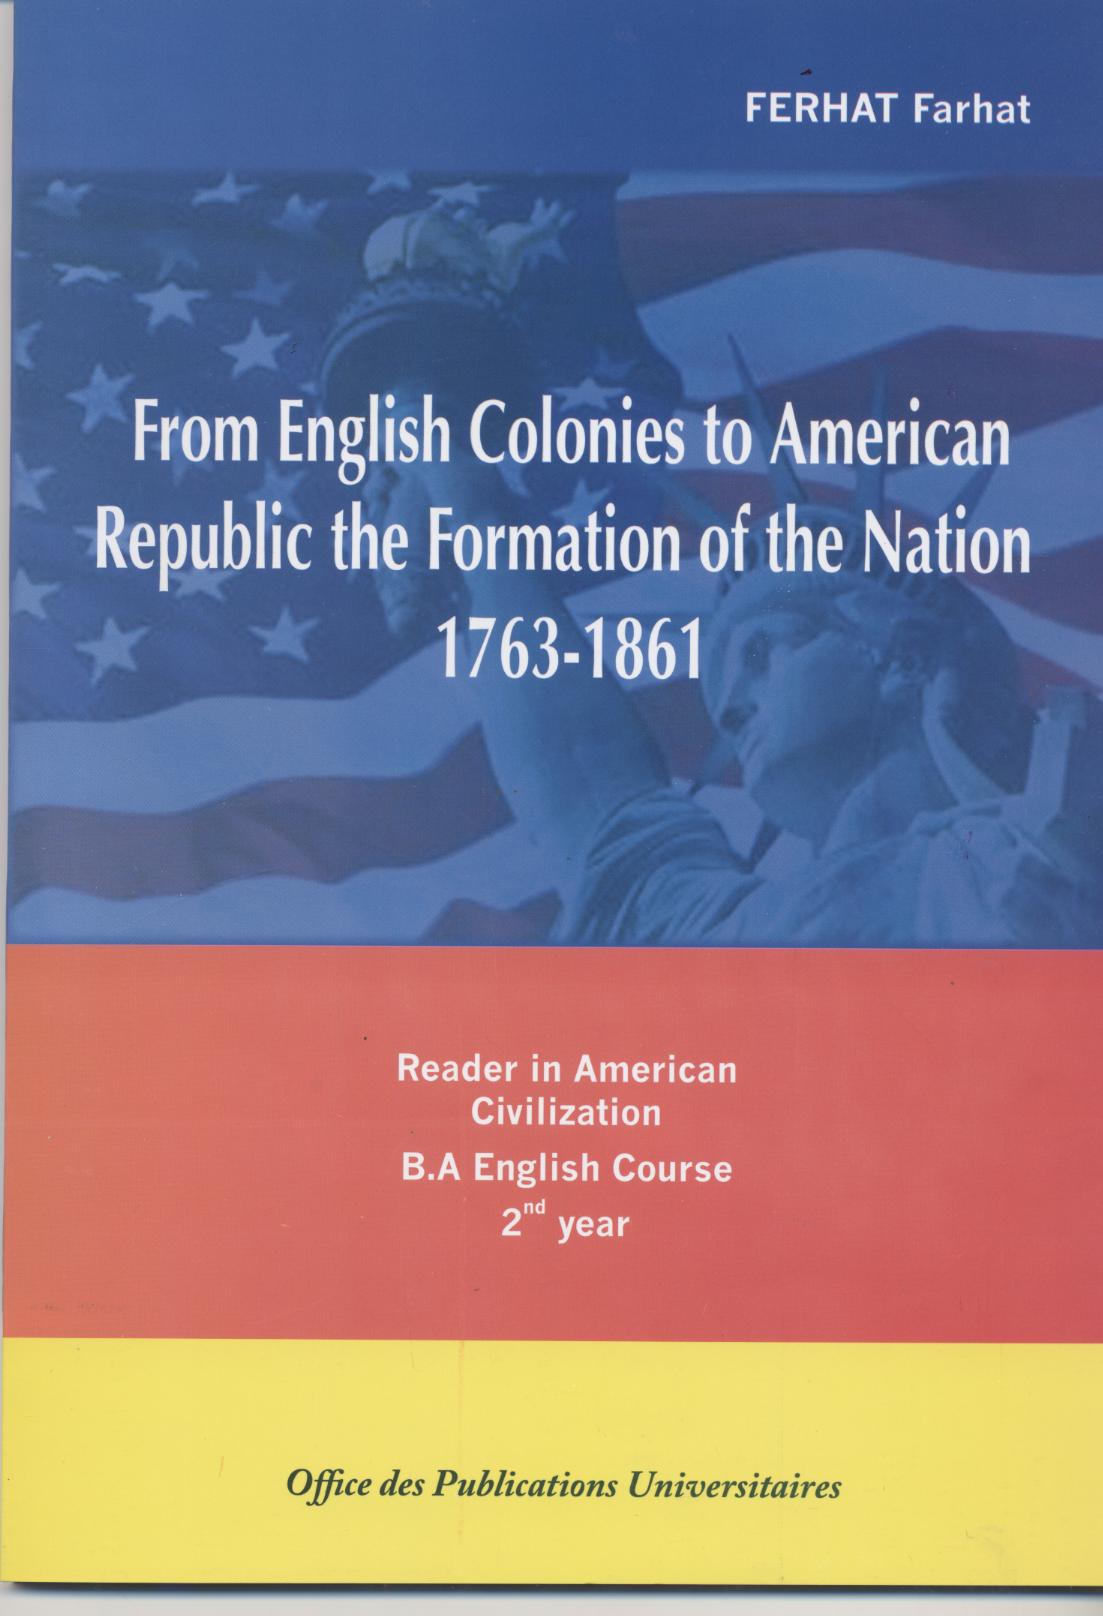 FERHAT Farhat
From English Colonies to American
Republic the Formation of the Nation
1763-1861
Reader in American
Civilization
B.A English Course
2nd year
Office des Publications Universitaires